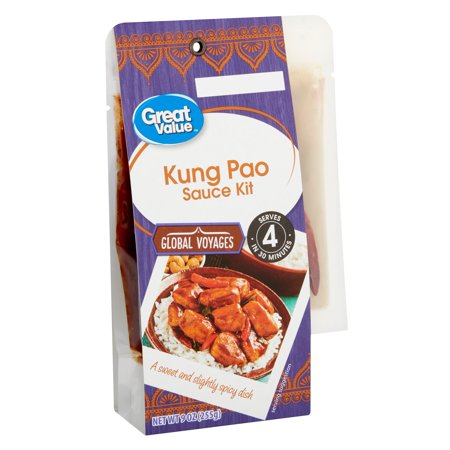 Great
Value™
Kung Pao
Sauce Kit
GLOBAL VOYAGES
SERVES
4
IN 30 MINUTES
A sweet and slightly spicy dish
NET WT 9 OZ (255g)
serving suggestion